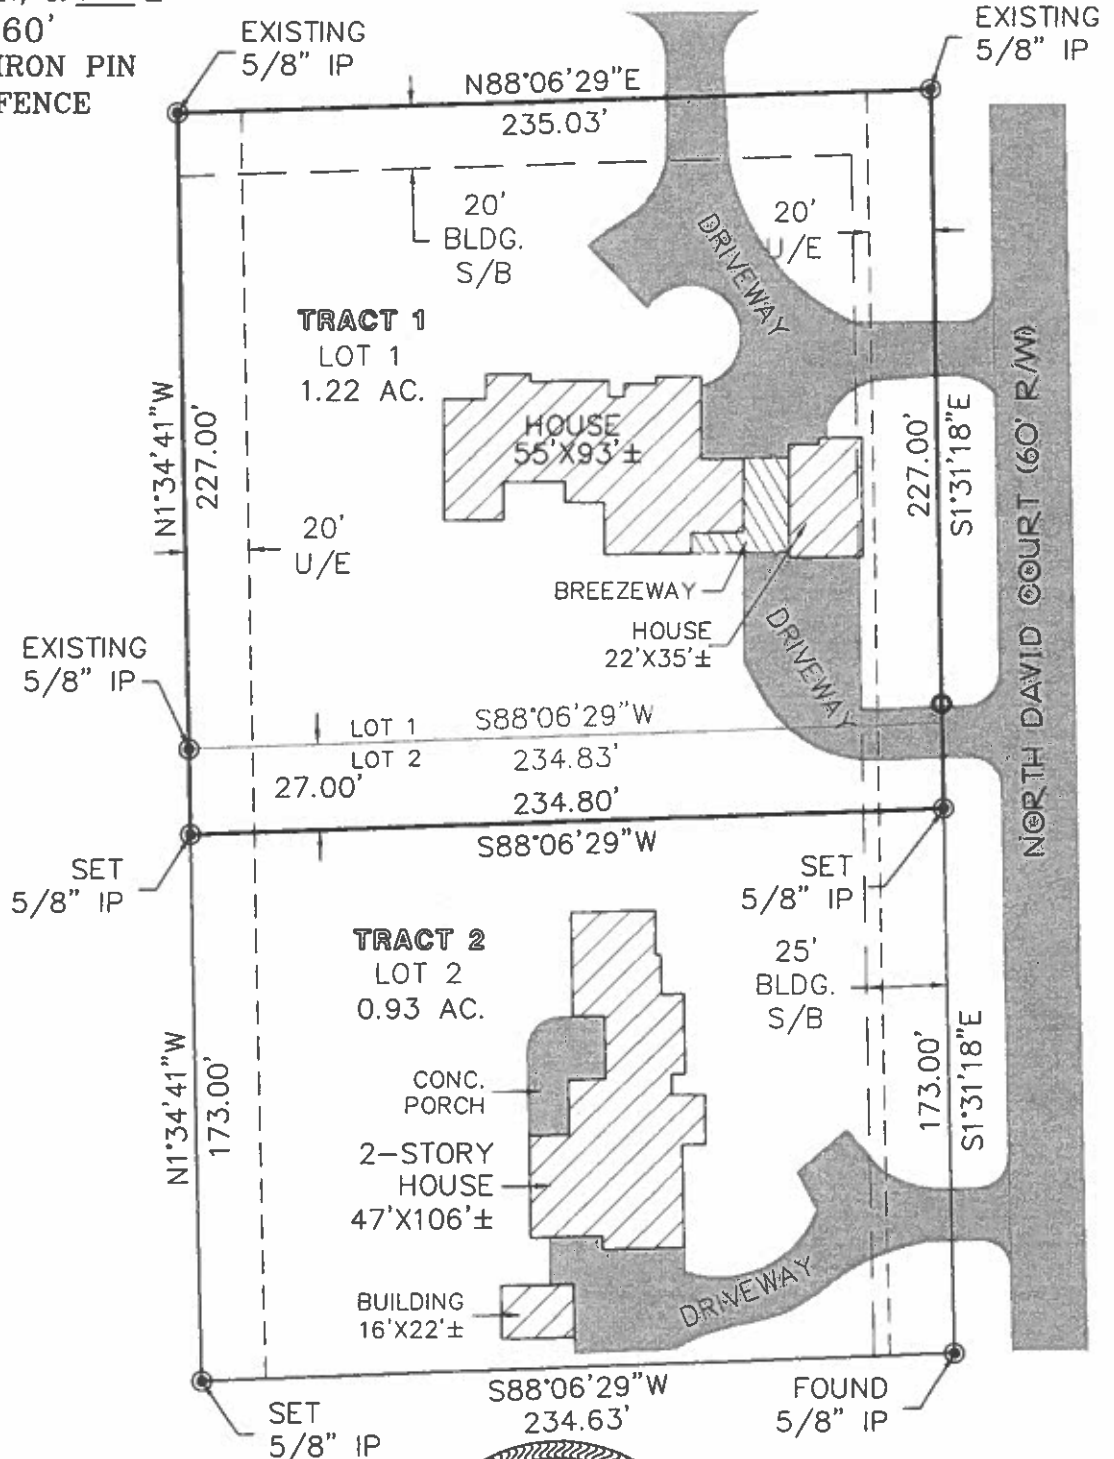 60'
IRON PIN
FENCE
EXISTING
5/8" IP
EXISTING
5/8" IP
N88°06'29"E
235.03'
20'
BLDG.
S/B
20'
U/E
DRIVEWAY
TRACT 1
LOT 1
1.22 AC.
N1°34'41"W
227.00'
HOUSE
55'X93'±
227.00'
S1°31'18"E
NORTH DAVID COURT (60' R/W)
20'
U/E
BREEZEWAY
HOUSE
22'X35'±
DRIVEWAY
EXISTING
5/8" IP
LOT 1
S88°06'29"W
LOT 2
234.83'
27.00'
234.80'
S88°06'29"W
SET
5/8" IP
SET
5/8" IP
TRACT 2
LOT 2
0.93 AC.
25'
BLDG.
S/B
N1°34'41"W
173.00'
173.00'
S1°31'18"E
CONC.
PORCH
2-STORY
HOUSE
47'X106'±
BUILDING
16'X22'±
DRIVEWAY
S88°06'29"W
234.63'
FOUND
5/8" IP
SET
5/8" IP